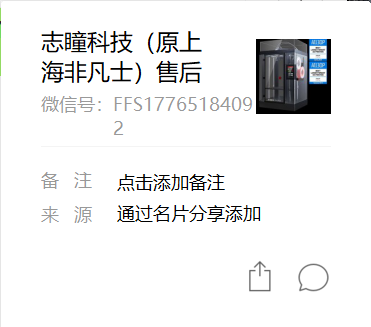 志瞳科技（原上
海非凡士）售后
微信号：FFS1776518409
2
备 注 点击添加备注
来 源 通过名片分享添加